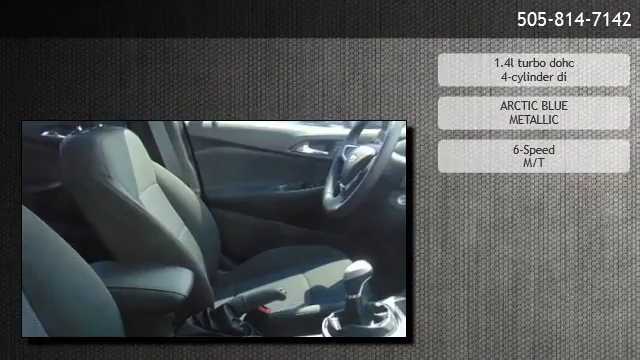 505-814-7142
1.4l turbo dohc
4-cylinder di
ARCTIC BLUE
METALLIC
6-Speed
M/T